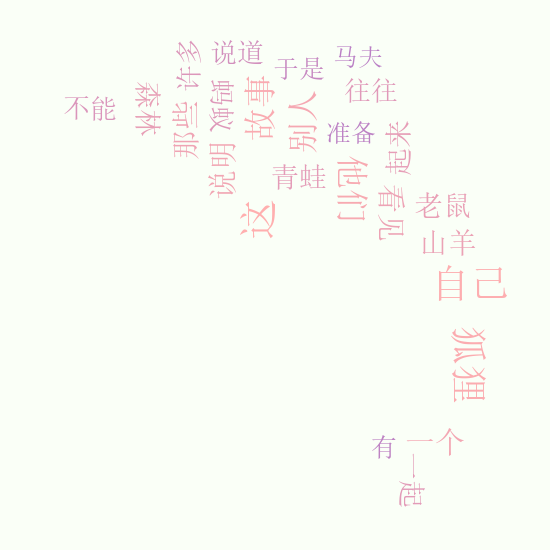 许多
说道
于是
马夫
往往
不能
森林
那些
蚂蚁
故事
别人
准备
起来
说明
青蛙
他们
看见
老鼠
这
山羊
自己
狐狸
有
一个
一起